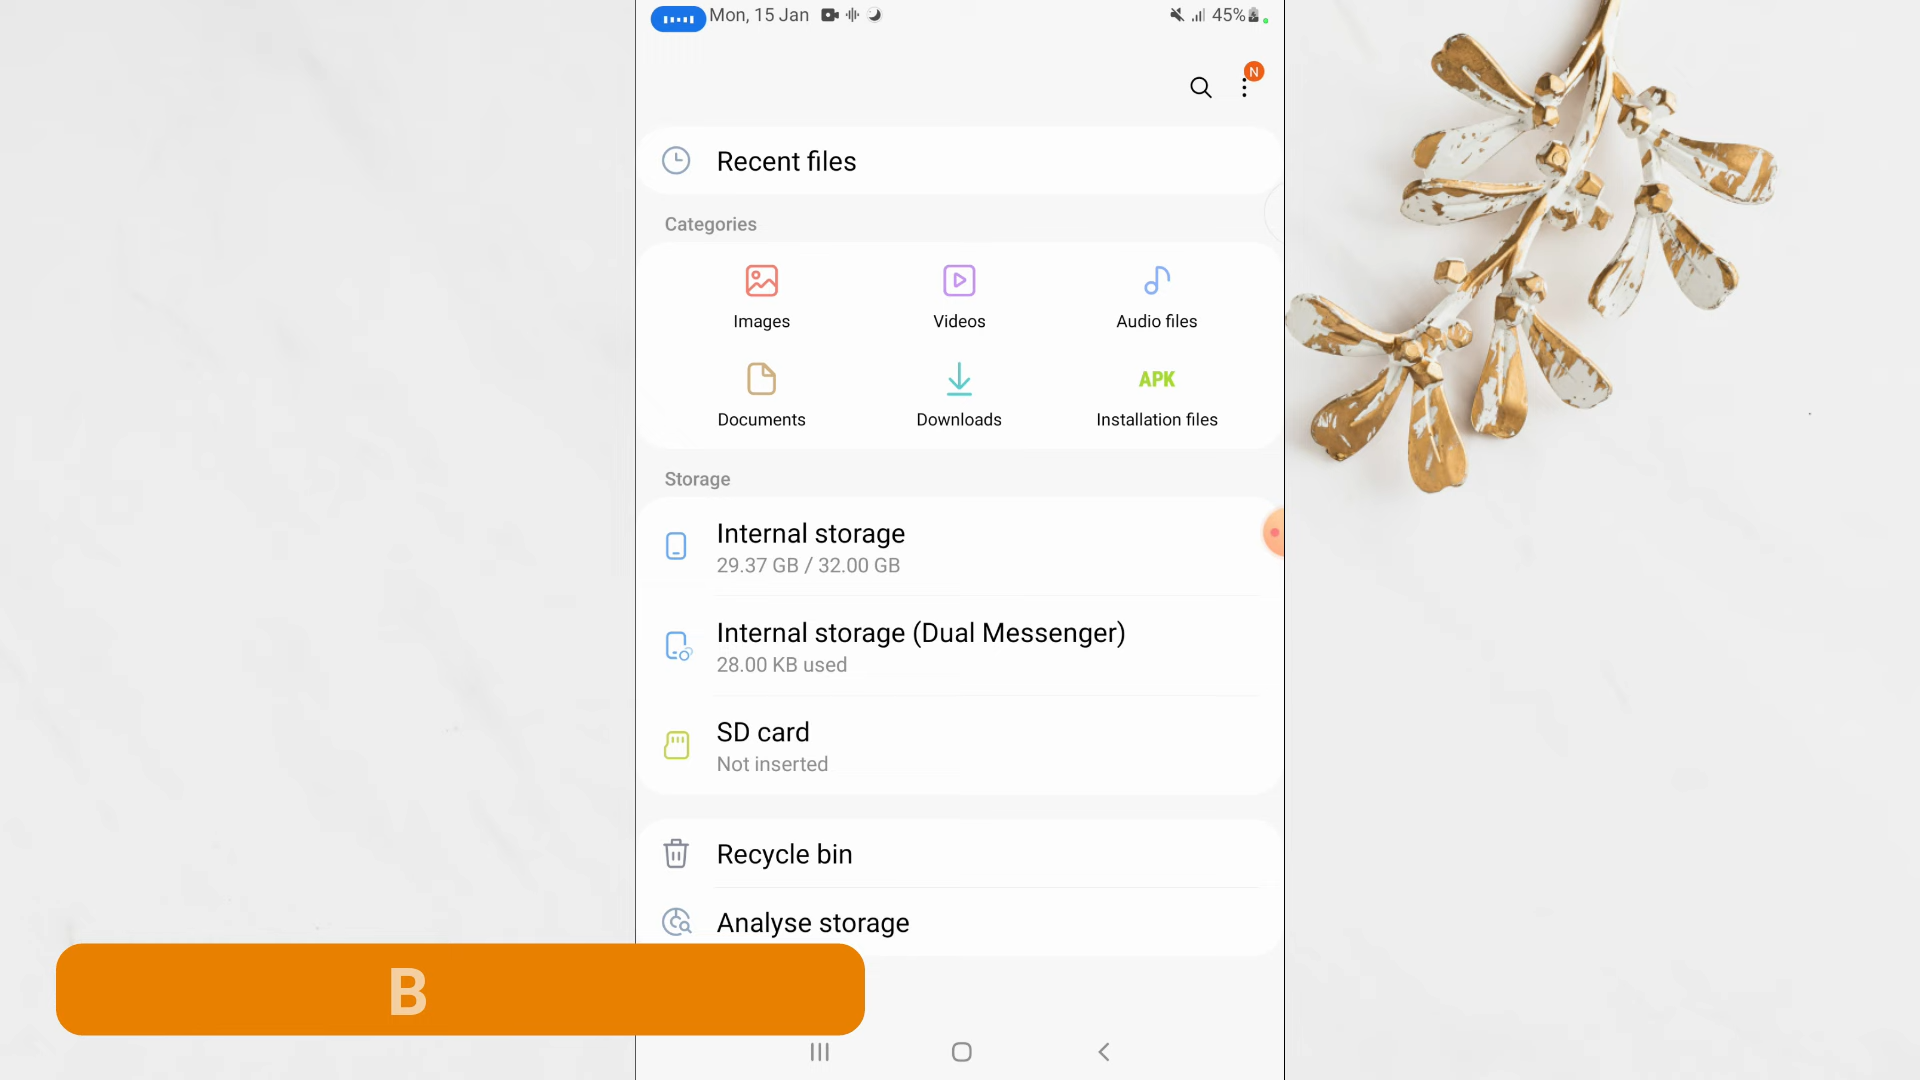 Mon, 15 Jan
45%
N
Recent files
Categories
Images
Videos
Audio files
APK
Documents
Downloads
Installation files
Storage
Internal storage
29.37 GB / 32.00 GB
Internal storage (Dual Messenger)
28.00 KB used
SD card
Not inserted
Recycle bin
Analyse storage
B